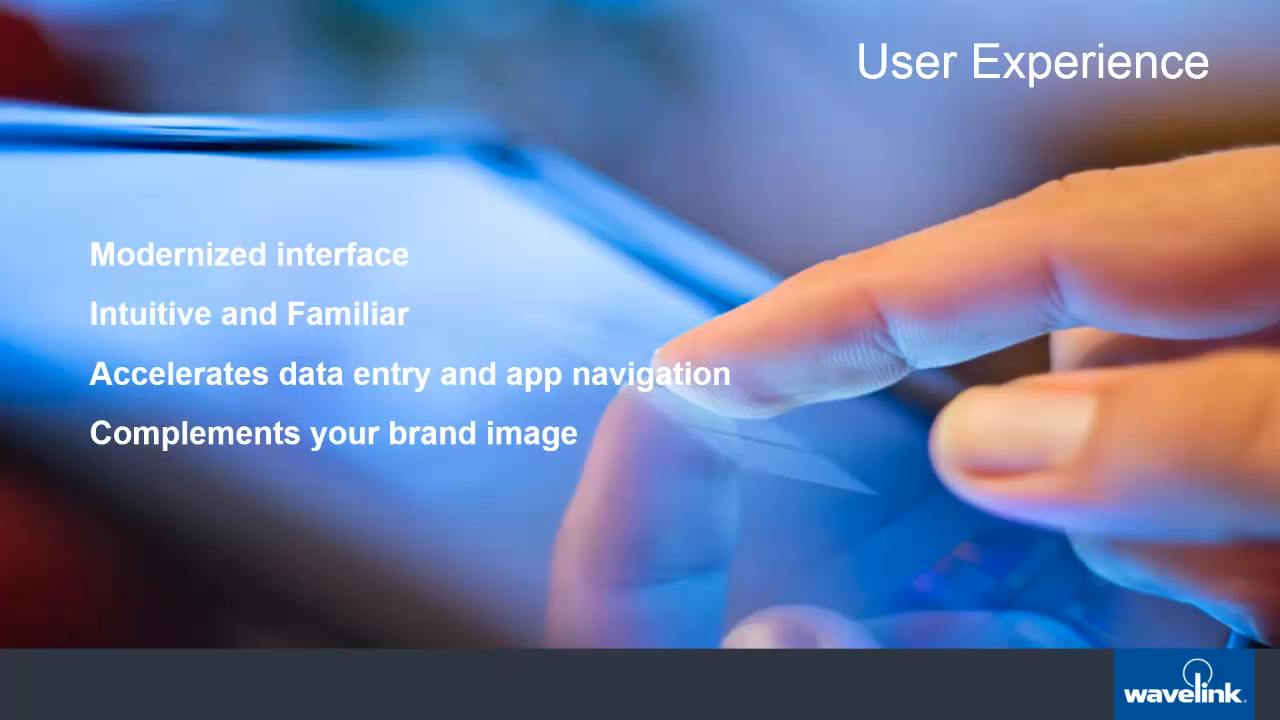 User Experience
Modernized interface
Intuitive and Familiar
Accelerates data entry and app navigation
Complements your brand image
wavelink